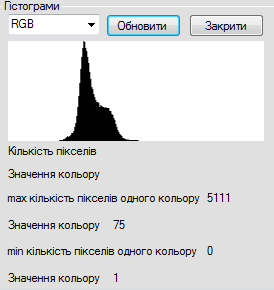 Гістограми
RGB Обновити Закрити
Кількість пікселів
Значення кольору
max кількість пікселів одного кольору 5111
Значення кольору 75
min кількість пікселів одного кольору 0
Значення кольору 1